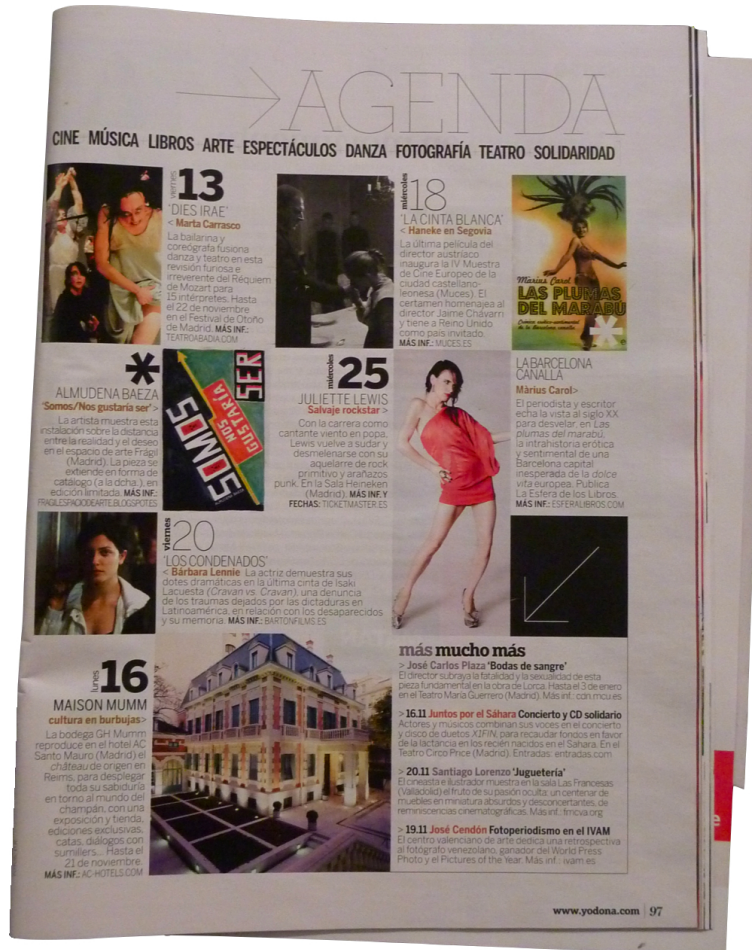 AGENDA
CINE MÚSICA LIBROS ARTE ESPECTÁCULOS DANZA FOTOGRAFÍA TEATRO SOLIDARIDAD
viernes 13
'DIES IRAE'
< Marta Carrasco
La bailarina y
coreógrafa fusiona
danza y teatro en esta
revisión furiosa e
irreverente del Réquiem
de Mozart para
15 intérpretes. Hasta
el 22 de noviembre
en el Festival de Otoño
de Madrid. MÁS INF.:
TEATROABADIA.COM
miércoles 18
'LA CINTA BLANCA'
< Haneke en Segovia
La última película del
director austríaco
inaugura la IV Muestra
de Cine Europeo de la
ciudad castellano-
leonesa (Muces). El
certamen homenajea al
director Jaime Chávarri
y tiene a Reino Unido
como país invitado.
MÁS INF.: MUCES.ES
Màrius Carol
LAS PLUMAS
DEL MARABÚ
Crónica erótico-sentimental
de la Barcelona canalla
*
ALMUDENA BAEZA
'Somos/Nos gustaría ser' >
La artista muestra esta
instalación sobre la distancia
entre la realidad y el deseo
en el espacio de arte Frágil
(Madrid). La pieza se
extiende en forma de
catálogo (a la dcha.), en
edición limitada. MÁS INF.:
FRAGILESPACIODEARTE.BLOGSPOT.ES
SOMOS
NOS
GUSTARÍA
SER
miércoles 25
JULIETTE LEWIS
Salvaje rockstar >
Con la carrera como
cantante viento en popa,
Lewis vuelve a sudar y
desmelenarse con su
aquelarre de rock
primitivo y arañazos
punk. En la Sala Heineken
(Madrid). MÁS INF. Y
FECHAS: TICKETMASTER.ES
LA BARCELONA
CANALLA
Màrius Carol>
El periodista y escritor
echa la vista al siglo XX
para desvelar, en Las
plumas del marabú,
la intrahistoria erótica
y sentimental de una
Barcelona capital
inesperada de la dolce
vita europea. Publica
La Esfera de los Libros.
MÁS INF.: ESFERALIBROS.COM
viernes 20
'LOS CONDENADOS'
< Bárbara Lennie La actriz demuestra sus
dotes dramáticas en la última cinta de Isaki
Lacuesta (Cravan vs. Cravan), una denuncia
de los traumas dejados por las dictaduras en
Latinoamérica, en relación con los desaparecidos
y su memoria. MÁS INF.: BARTONFILMS.ES
lunes 16
MAISON MUMM
cultura en burbujas>
La bodega GH Mumm
reproduce en el hotel AC
Santo Mauro (Madrid) el
château de origen en
Reims, para desplegar
toda su sabiduría
en torno al mundo del
champán, con una
exposición y tienda,
ediciones exclusivas,
catas, diálogos con
sumillers... Hasta el
21 de noviembre.
MÁS INF.: AC-HOTELS.COM
más mucho más
> José Carlos Plaza 'Bodas de sangre'
El director subraya la fatalidad y la sexualidad de esta
pieza fundamental en la obra de Lorca. Hasta el 3 de enero
en el Teatro María Guerrero (Madrid). Más inf.: cdn.mcu.es
> 16.11 Juntos por el Sáhara Concierto y CD solidario
Actores y músicos combinan sus voces en el concierto
y disco de duetos X1FIN, para recaudar fondos en favor
de la lactancia en los recién nacidos en el Sahara. En el
Teatro Circo Price (Madrid). Entradas: entradas.com
> 20.11 Santiago Lorenzo 'Juguetería'
El cineasta e ilustrador muestra en la sala Las Francesas
(Valladolid) el fruto de su pasión oculta: un centenar de
muebles en miniatura absurdos y desconcertantes, de
reminiscencias cinematográficas. Más inf.: fmcva.org
> 19.11 José Cendón Fotoperiodismo en el IVAM
El centro valenciano de arte dedica una retrospectiva
al fotógrafo venezolano, ganador del World Press
Photo y el Pictures of the Year. Más inf.: ivam.es
www.yodona.com 97